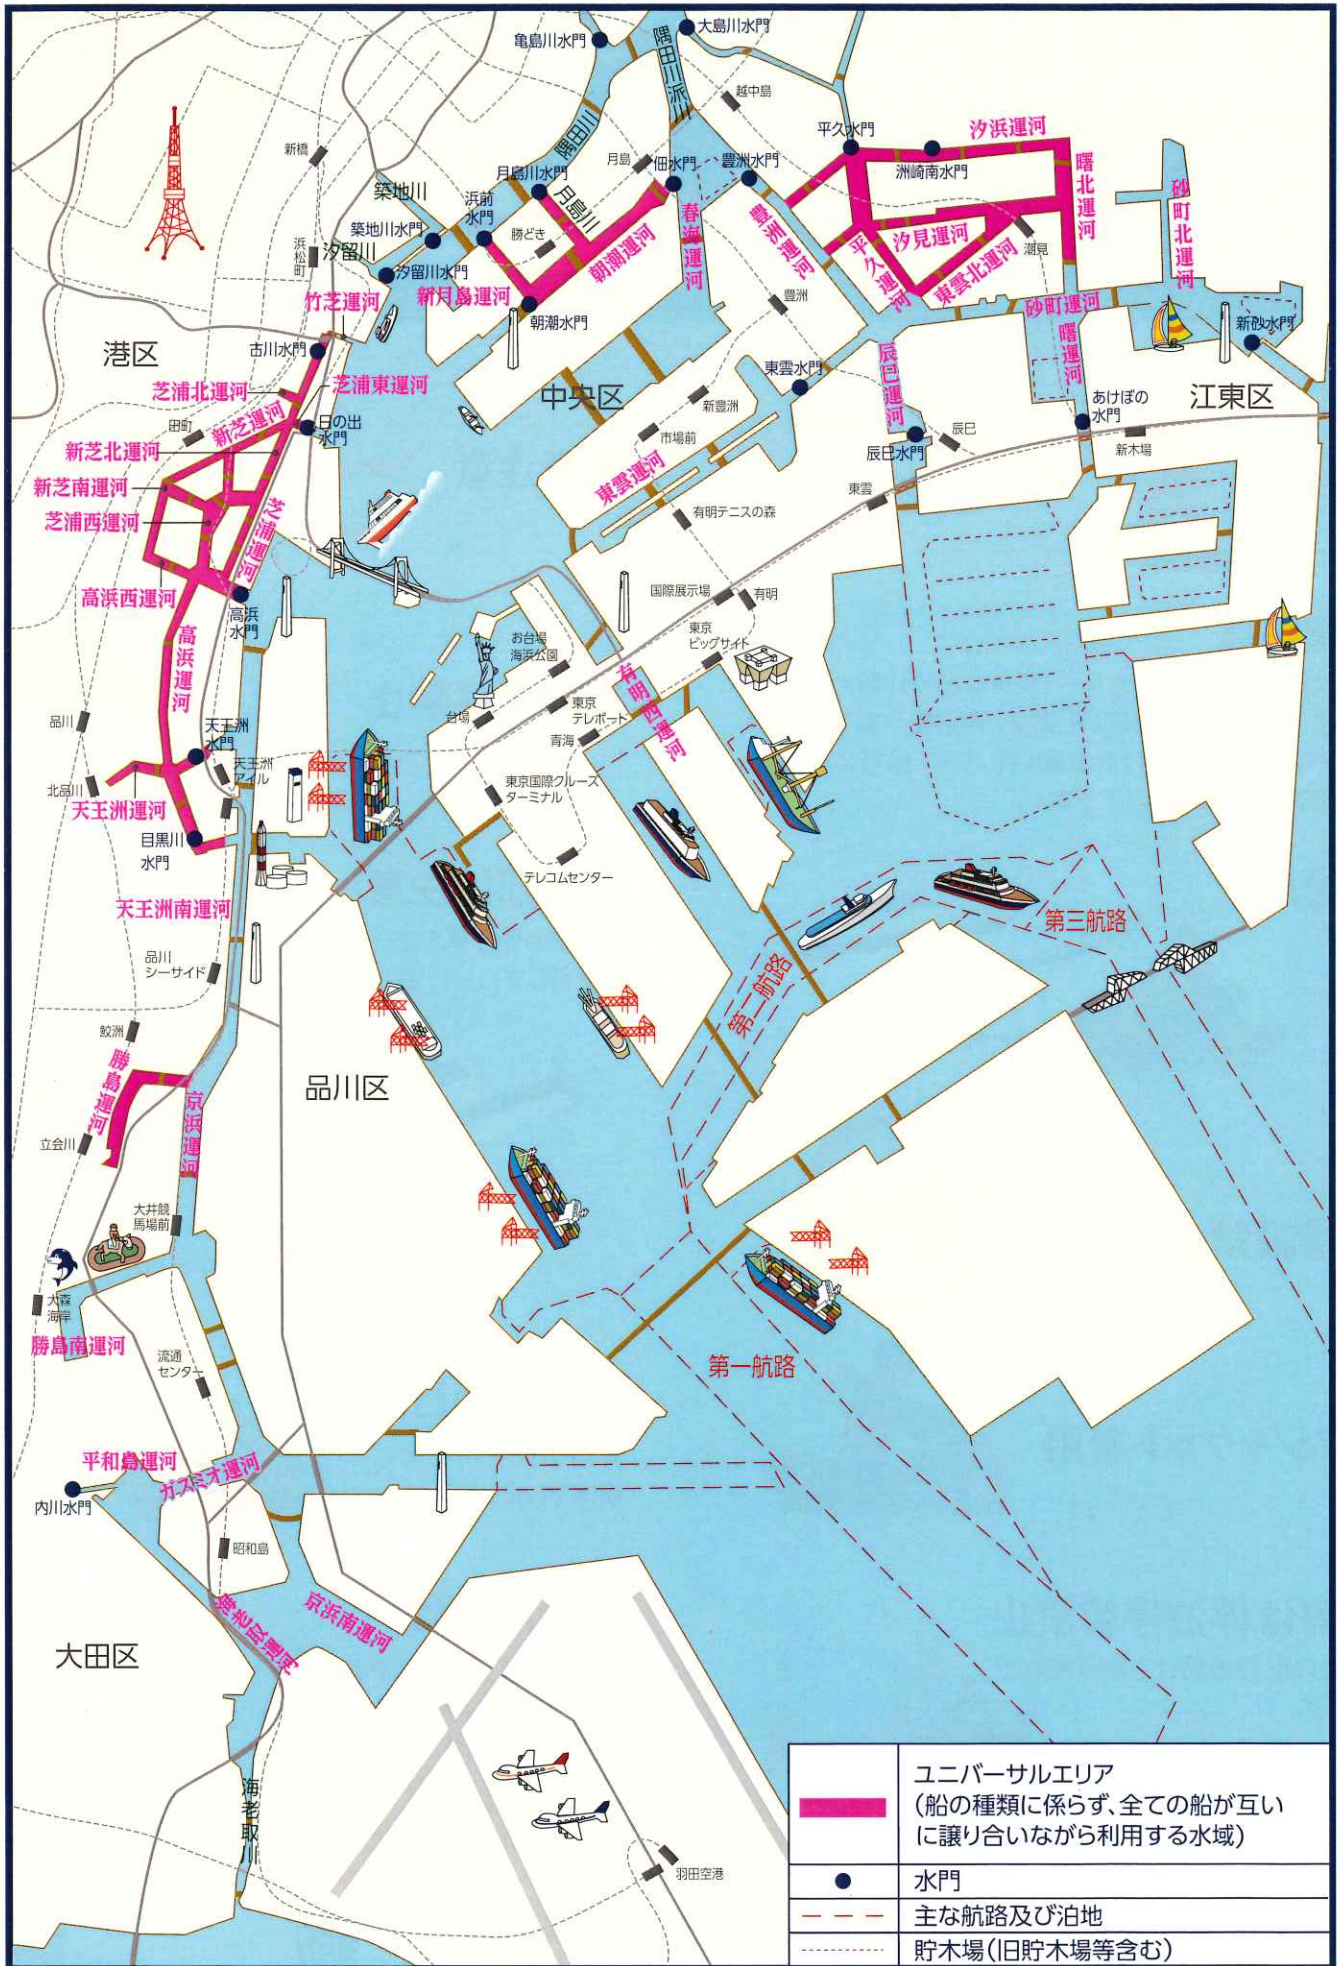 亀島川水門
大島川水門
隅田川派川
越中島
隅田川
新橋
月島
佃水門
豊洲水門
平久水門
汐浜運河
洲崎南水門
曙北運河
砂町北運河
月島川水門
築地川
浜前
水門
月島川
築地川水門
勝どき
朝潮運河
春海運河
豊洲運河
平久運河
汐見運河
東雲北運河
潮見
浜松町
汐留川
汐留川水門
竹芝運河
新月島運河
朝潮水門
豊洲
砂町運河
新砂水門
港区
古川水門
芝浦東運河
芝浦北運河
中央区
東雲水門
辰巳運河
曙運河
あけぼの
水門
江東区
田町
新芝運河
日の出
水門
新豊洲
市場前
辰巳
辰巳水門
新木場
新芝北運河
新芝南運河
芝浦西運河
芝浦運河
東雲運河
有明テニスの森
東雲
高浜西運河
高浜
水門
高浜運河
国際展示場
有明
東京
ビッグサイト
お台場
海浜公園
有明西運河
品川
台場
東京
テレポート
青海
天王洲
水門
天王洲
アイル
北品川
天王洲運河
東京国際クルーズ
ターミナル
目黒川
水門
テレコムセンター
天王洲南運河
品川
シーサイド
第一航路
第三航路
鮫洲
勝島運河
京浜運河
品川区
立会川
大井競
馬場前
大森
海岸
勝島南運河
流通
センター
第一航路
平和島運河
ガスミオ運河
内川水門
昭和島
海老取運河
京浜南運河
大田区
海老取川
羽田空港
ユニバーサルエリア
(船の種類に係らず、全ての船が互い
に譲り合いながら利用する水域)
水門
主な航路及び泊地
貯木場(旧貯木場等含む)